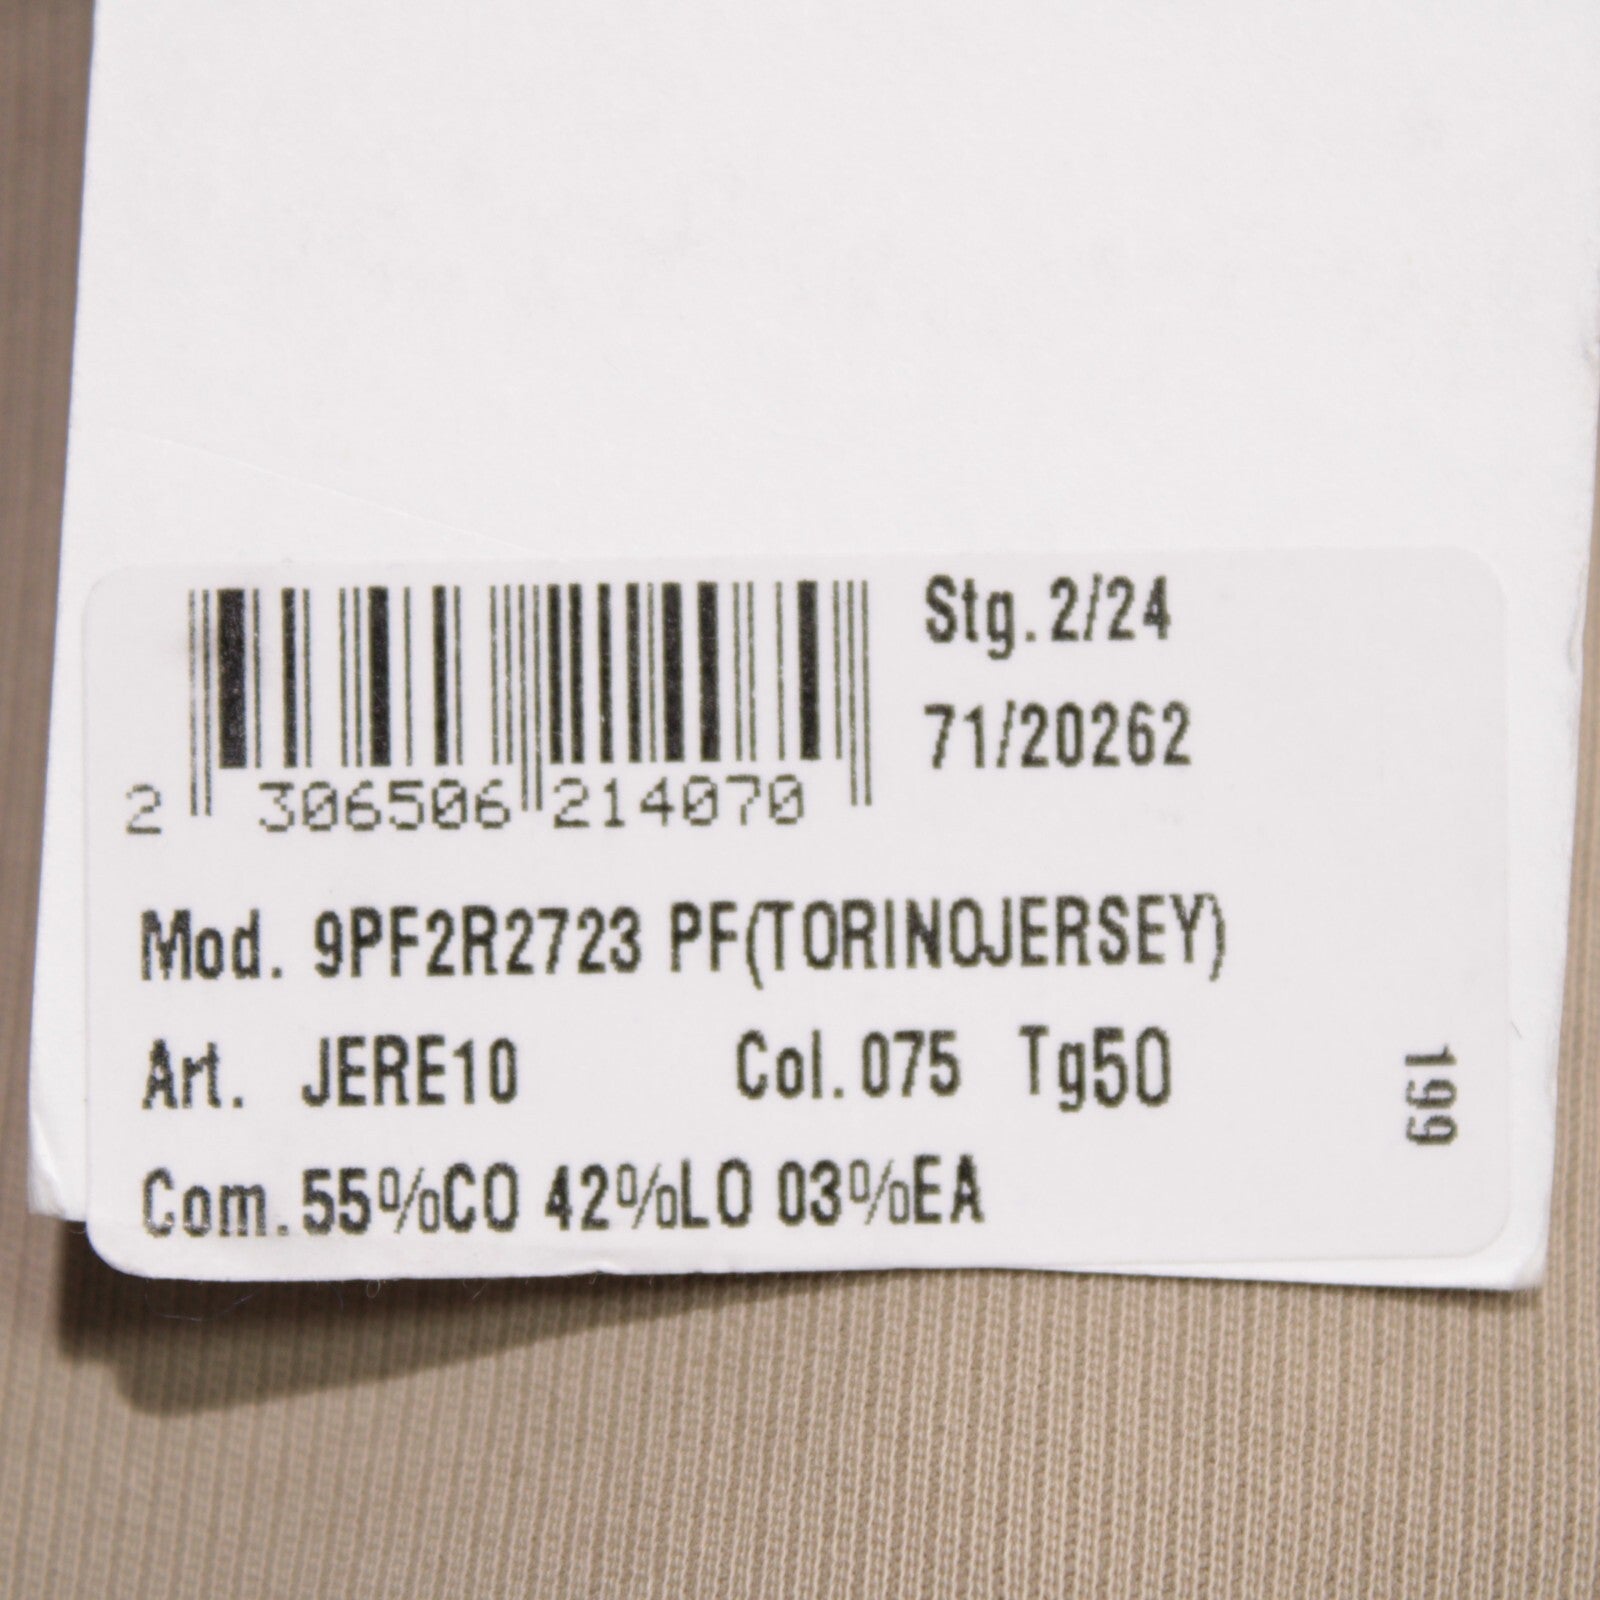 Stg.2/24
71/20262
2 306506 214070
Mod. 9PF2R2723 PF(TORINOJERSEY)
Art. JERE10 Col.075 Tg50
199
Com.55%CO 42%LO 03%EA